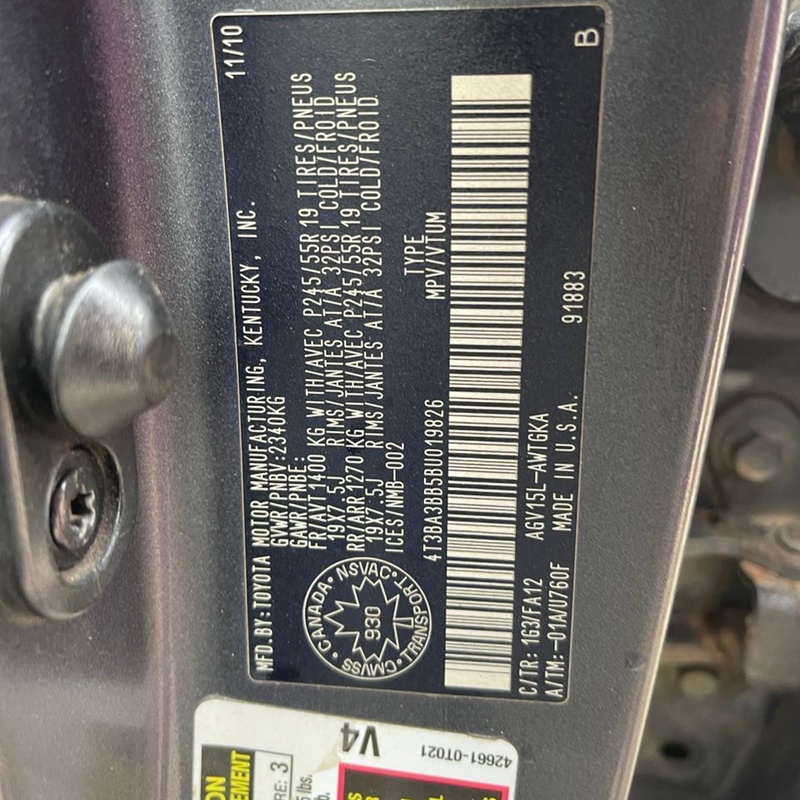 MFD. BY: TOYOTA MOTOR MANUFACTURING, KENTUCKY, INC. 11/10
GVWR/PNBV: 2340KG
GAWR/PNBE:
FR/AVT 1400 KG WITH/AVEC P245/55R19 TIRES/PNEUS
19X7.5J RIMS/JANTES AT/A 32PSI COLD/FROID
RR/ARR 1270 KG WITH/AVEC P245/55R19 TIRES/PNEUS
19X7.5J RIMS/JANTES AT/A 32PSI COLD/FROID.
ICES/NMB-002
TYPE
MPV/VTUM
CANADA • NSVAC • TRANSPORT • CMVSS •
930
4T3BA3BB5BU019826
C/TR: 1G3/FA12 AGV15L-AWTGKA
A/TM: -01A/U760F MADE IN U.S.A. 91883 B
V4
42661-0T021
EMENT
RE: 3
lbs.